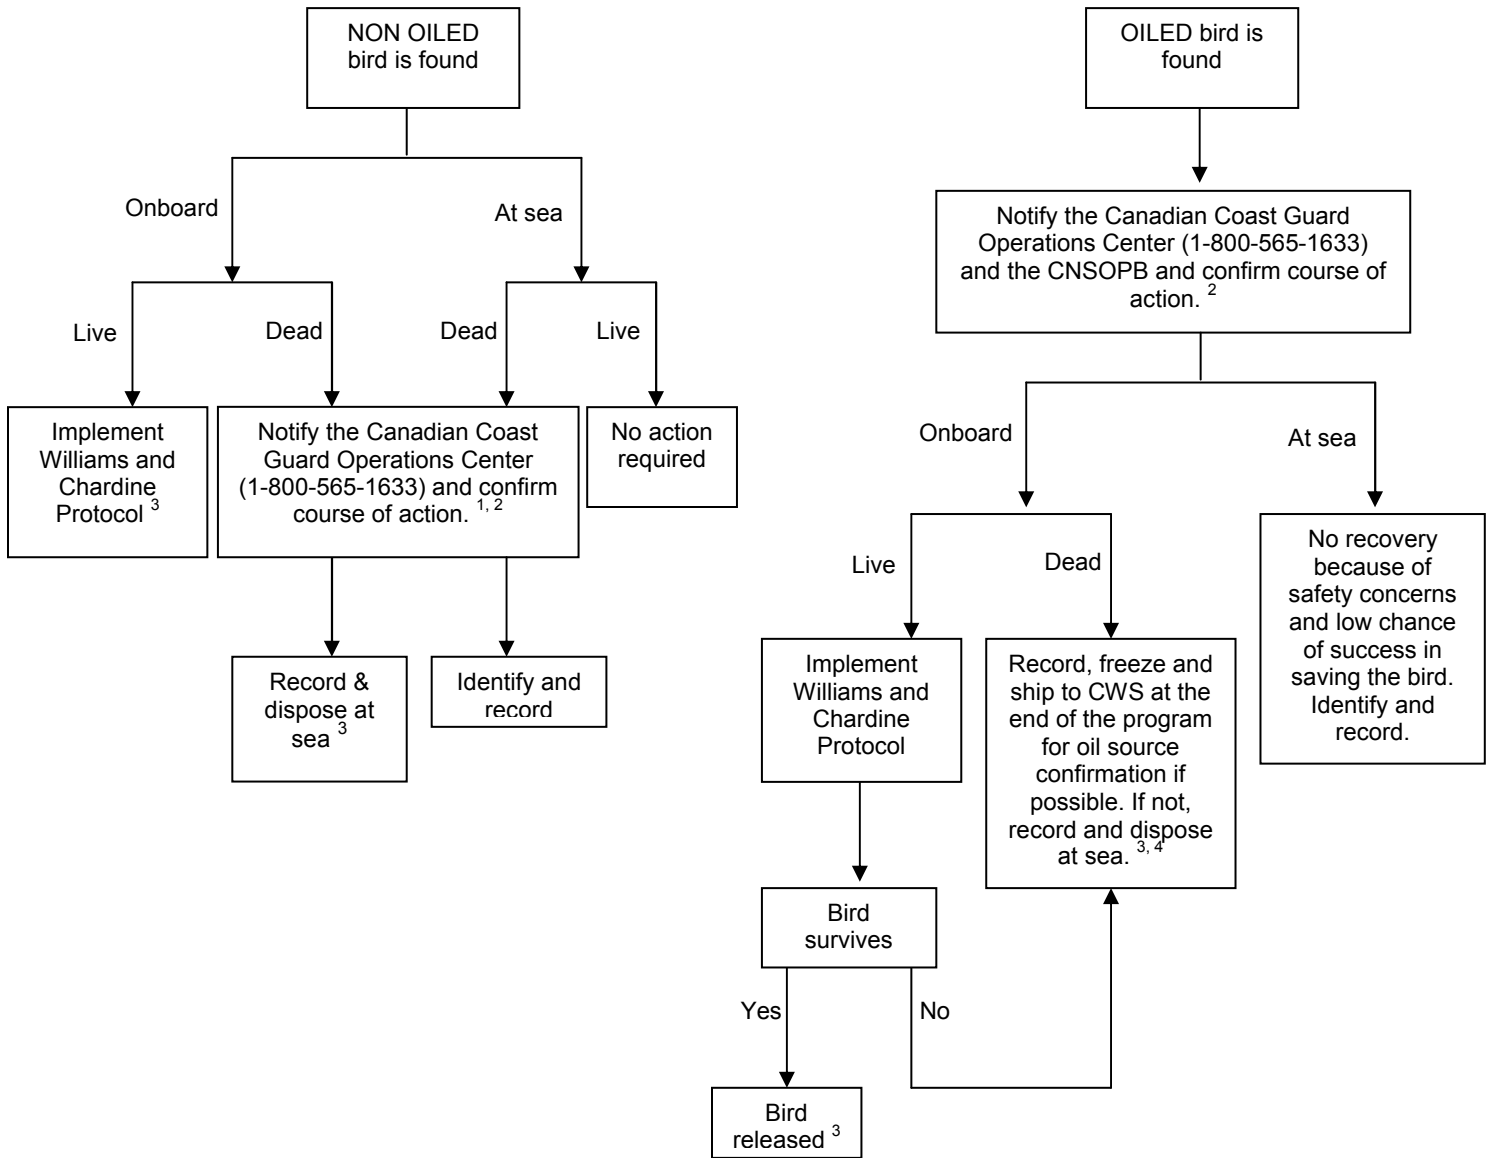 NON OILED
bird is found
Onboard
At sea
Live
Dead
Dead
Live
Implement
Williams and
Chardine
Protocol 3
Notify the Canadian Coast
Guard Operations Center
(1-800-565-1633) and confirm
course of action. 1, 2
No action
required
Record &
dispose at
sea 3
Identify and
record
OILED bird is
found
Notify the Canadian Coast Guard
Operations Center (1-800-565-1633)
and the CNSOPB and confirm course of
action. 2
Onboard
At sea
Live
Dead
No recovery
because of
safety concerns
and low chance
of success in
saving the bird.
Identify and
record.
Implement
Williams and
Chardine
Protocol
Record, freeze and
ship to CWS at the
end of the program
for oil source
confirmation if
possible. If not,
record and dispose
at sea. 3, 4
Bird
survives
Yes
No
Bird
released 3